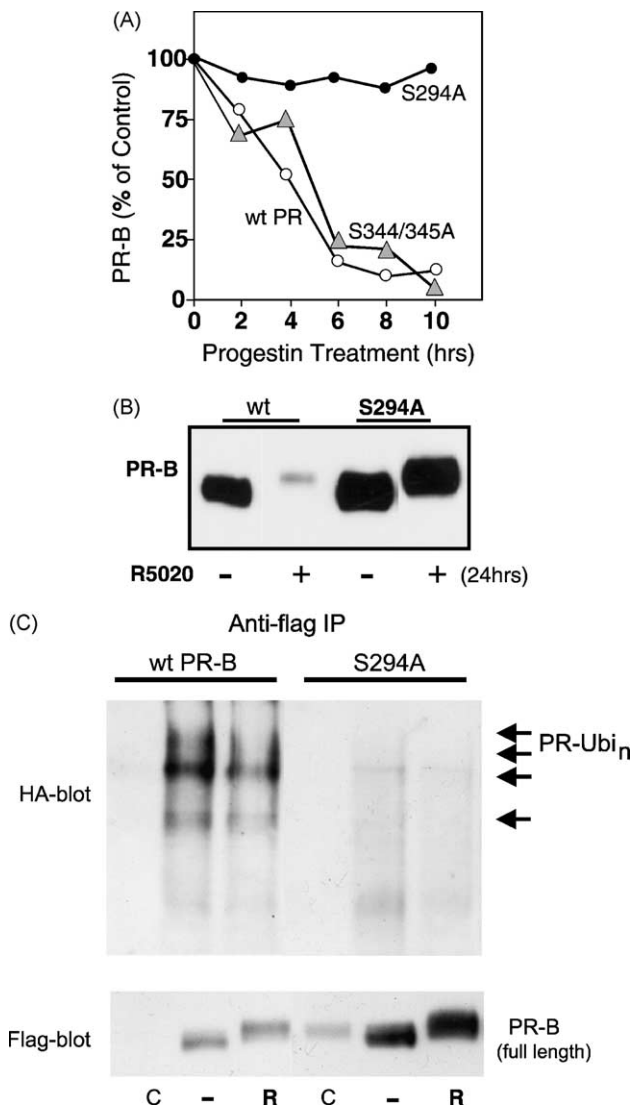 (A)
100
75
50
25
0
PR-B (% of Control)
S294A
wt PR
S344/345A
0 2 4 6 8 10
Progestin Treatment (hrs)
(B)
wt S294A
PR-B
R5020 - + - + (24hrs)
(C)
Anti-flag IP
wt PR-B S294A
HA-blot
PR-Ubin
Flag-blot
PR-B
(full length)
C - R C - R